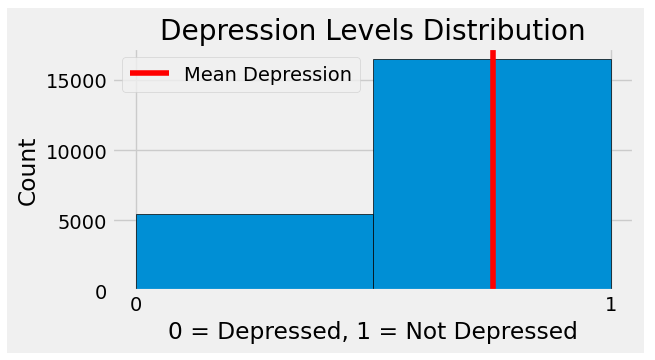 Depression Levels Distribution
Mean Depression
Count
15000
10000
5000
0
0 1
0 = Depressed, 1 = Not Depressed